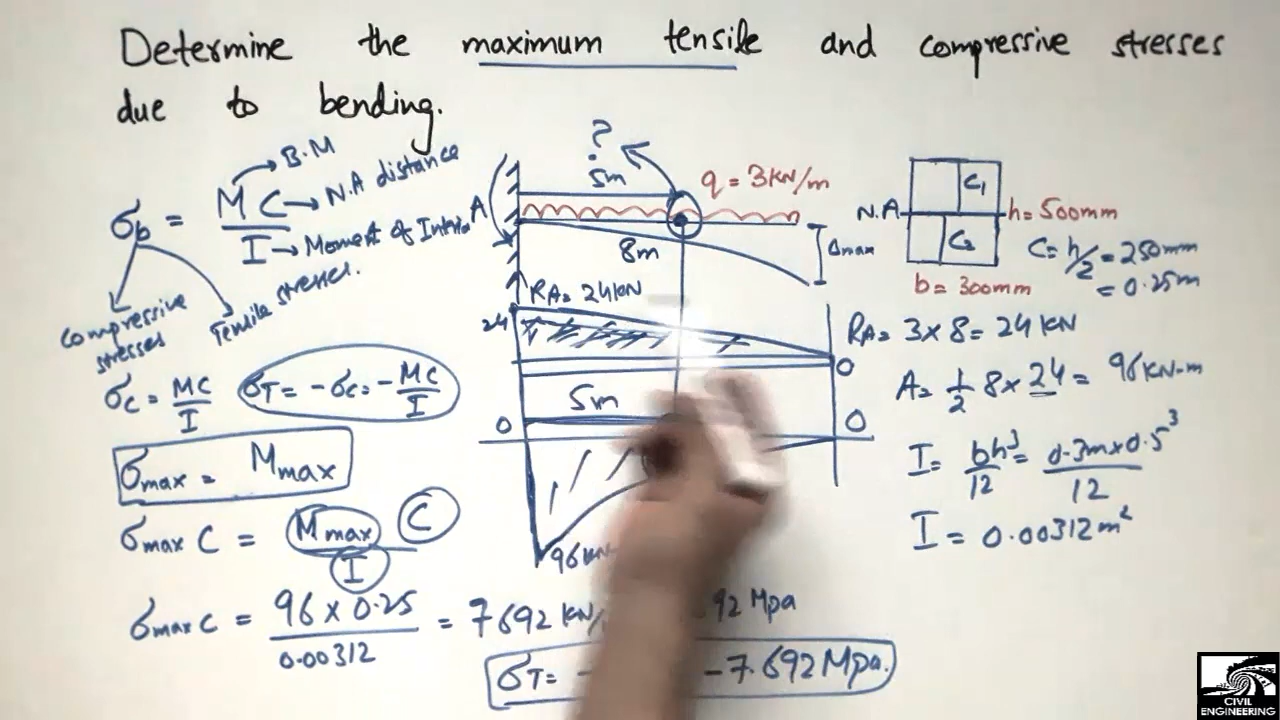 Determine the maximum tensile and compressive stresses
due to bending.
σb = MC/I
B.M
N.A distance
Moment of Intertia
Compressive stresses
Tensile stresses.
σc = MC/I
σT = -σc = -MC/I
σmax = Mmax
σmax C = Mmax C / I
σmax C = 96 x 0.25 / 0.00312 = 7692 KN/
92 Mpa
σT = - - 7.692 Mpa.
?
5m
q = 3KN/m
A
8m
Δmax
RA = 24KN
24
0
5m
0
0
96KN
C1
N.A
C2
h = 500mm
b = 300mm
C = h/2 = 250mm
= 0.25m
RA = 3 x 8 = 24 KN
A = 1/2 8 x 24 = 96 KN-m
I = bh³/12 = 0.3m x 0.5³/12
I = 0.00312m²
CIVIL
ENGINEERING